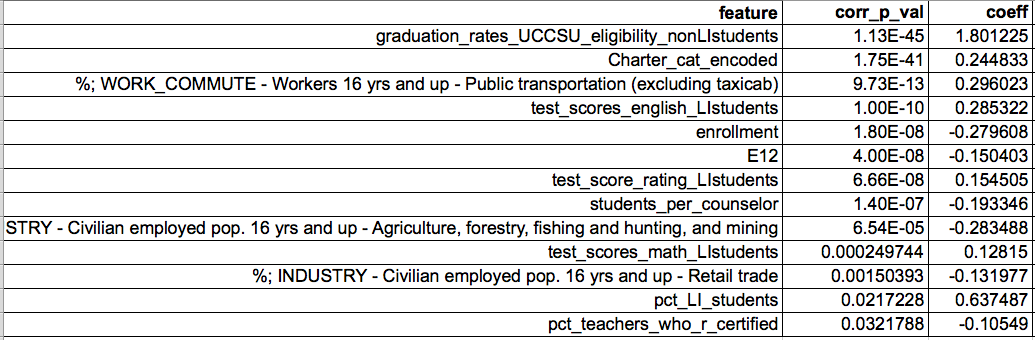 feature corr_p_val coeff
graduation_rates_UCCSU_eligibility_nonLIstudents 1.13E-45 1.801225
Charter_cat_encoded 1.75E-41 0.244833
%; WORK_COMMUTE - Workers 16 yrs and up - Public transportation (excluding taxicab) 9.73E-13 0.296023
test_scores_english_LIstudents 1.00E-10 0.285322
enrollment 1.80E-08 -0.279608
E12 4.00E-08 -0.150403
test_score_rating_LIstudents 6.66E-08 0.154505
students_per_counselor 1.40E-07 -0.193346
STRY - Civilian employed pop. 16 yrs and up - Agriculture, forestry, fishing and hunting, and mining 6.54E-05 -0.283488
test_scores_math_LIstudents 0.000249744 0.12815
%; INDUSTRY - Civilian employed pop. 16 yrs and up - Retail trade 0.00150393 -0.131977
pct_LI_students 0.0217228 0.637487
pct_teachers_who_r_certified 0.0321788 -0.10549